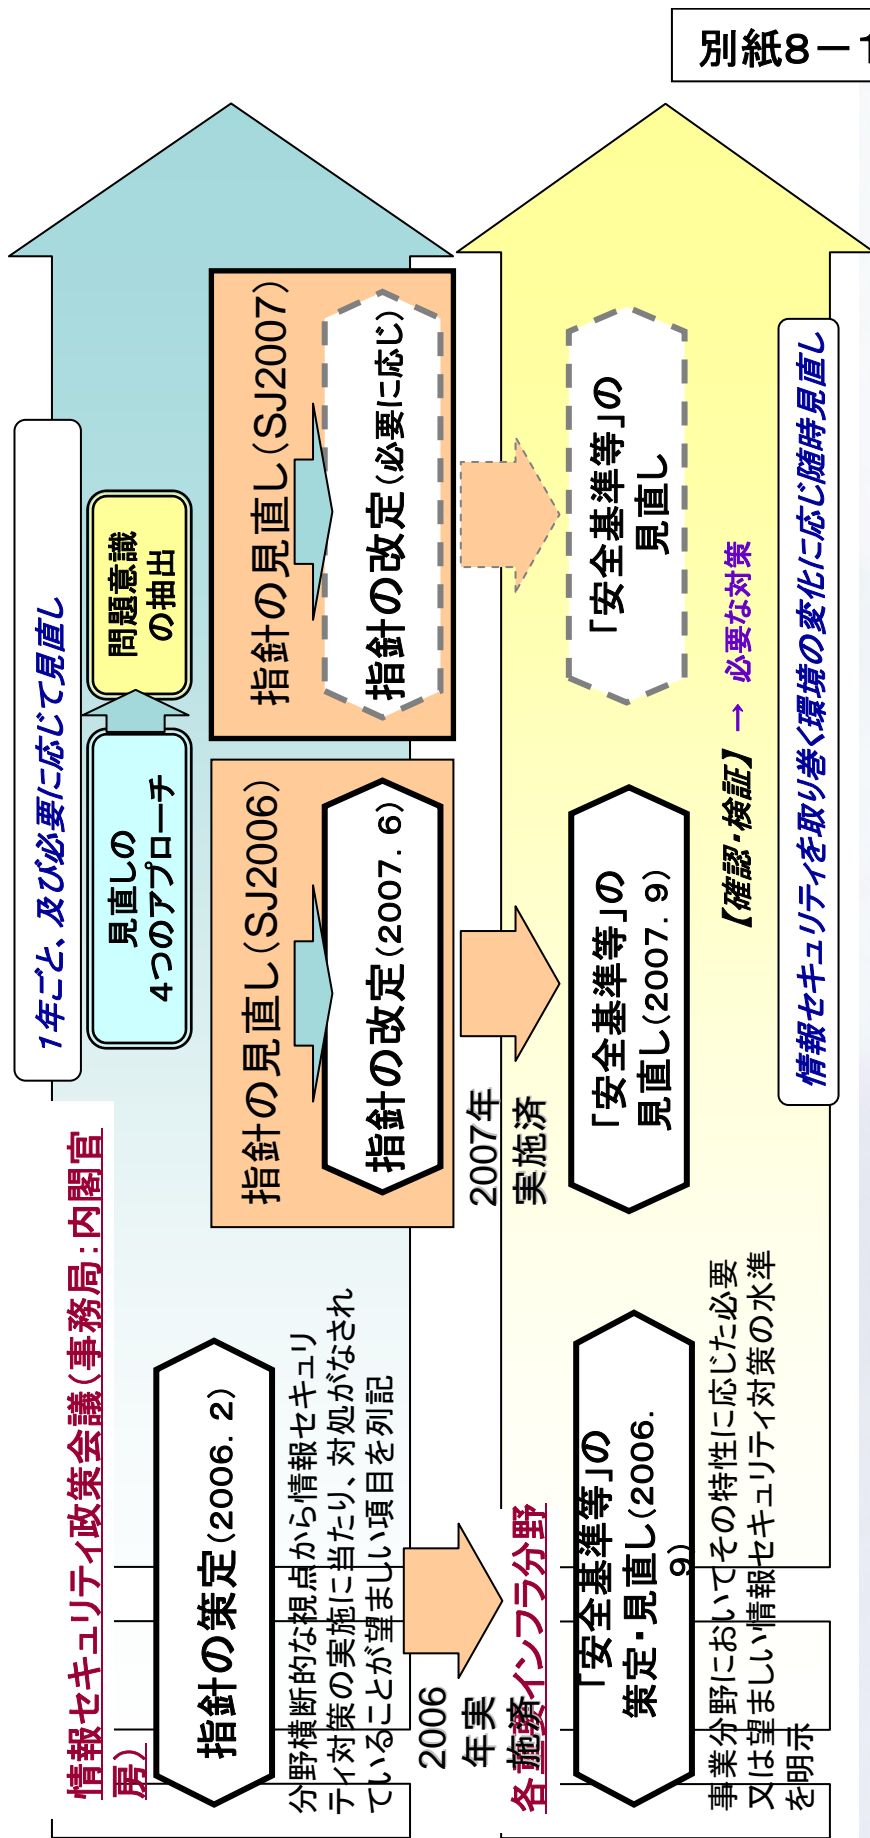 別紙8－1
情報セキュリティ政策会議（事務局：内閣官
房）
1年ごと、及び必要に応じて見直し
見直しの
4つのアプローチ
問題意識
の抽出
指針の策定(2006. 2)
分野横断的な視点から情報セキュリ
ティ対策の実施に当たり、対処がなされ
ていることが望ましい項目を列記
指針の見直し(SJ2006)
指針の改定(2007. 6)
指針の見直し(SJ2007)
指針の改定(必要に応じ)
2006
年実
施済
2007年
実施済
各重要インフラ分野
「安全基準等」の
策定・見直し(2006.
9)
事業分野においてその特性に応じた必要
又は望ましい情報セキュリティ対策の水準
を明示
「安全基準等」の
見直し(2007. 9)
「安全基準等」の
見直し
【確認・検証】 → 必要な対策
情報セキュリティを取り巻く環境の変化に応じ随時見直し